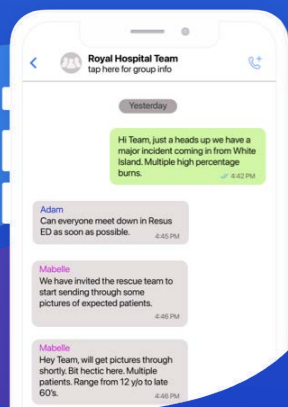 Royal Hospital Team
tap here for group info
Yesterday
Hi Team, just a heads up we have a
major incident coming in from White
Island. Multiple high percentage
burns.
4:42 PM
Adam
Can everyone meet down in Resus
ED as soon as possible.
4:45 PM
Mabelle
We have invited the rescue team to
start sending through some
pictures of expected patients.
4:46 PM
Mabelle
Hey Team, will get pictures through
shortly. Bit hectic here. Multiple
patients. Range from 12 y/o to late
60's.
4:46 PM